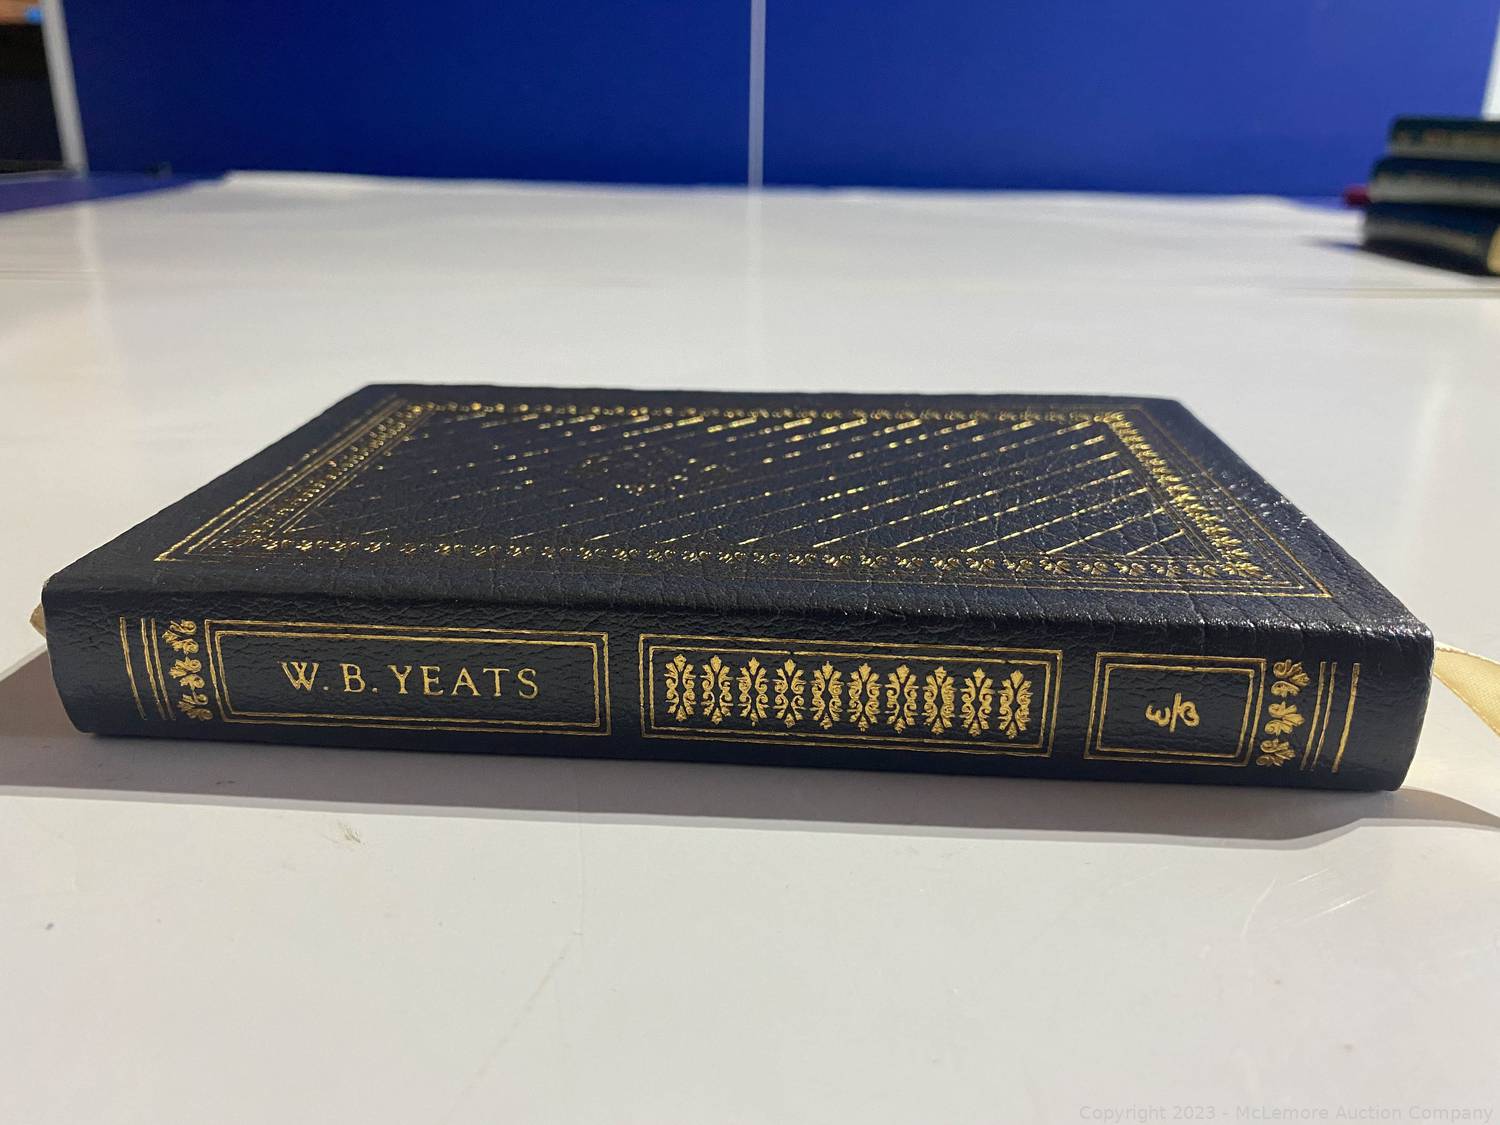 W. B. YEATS
Copyright 2023 - McLemore Auction Company